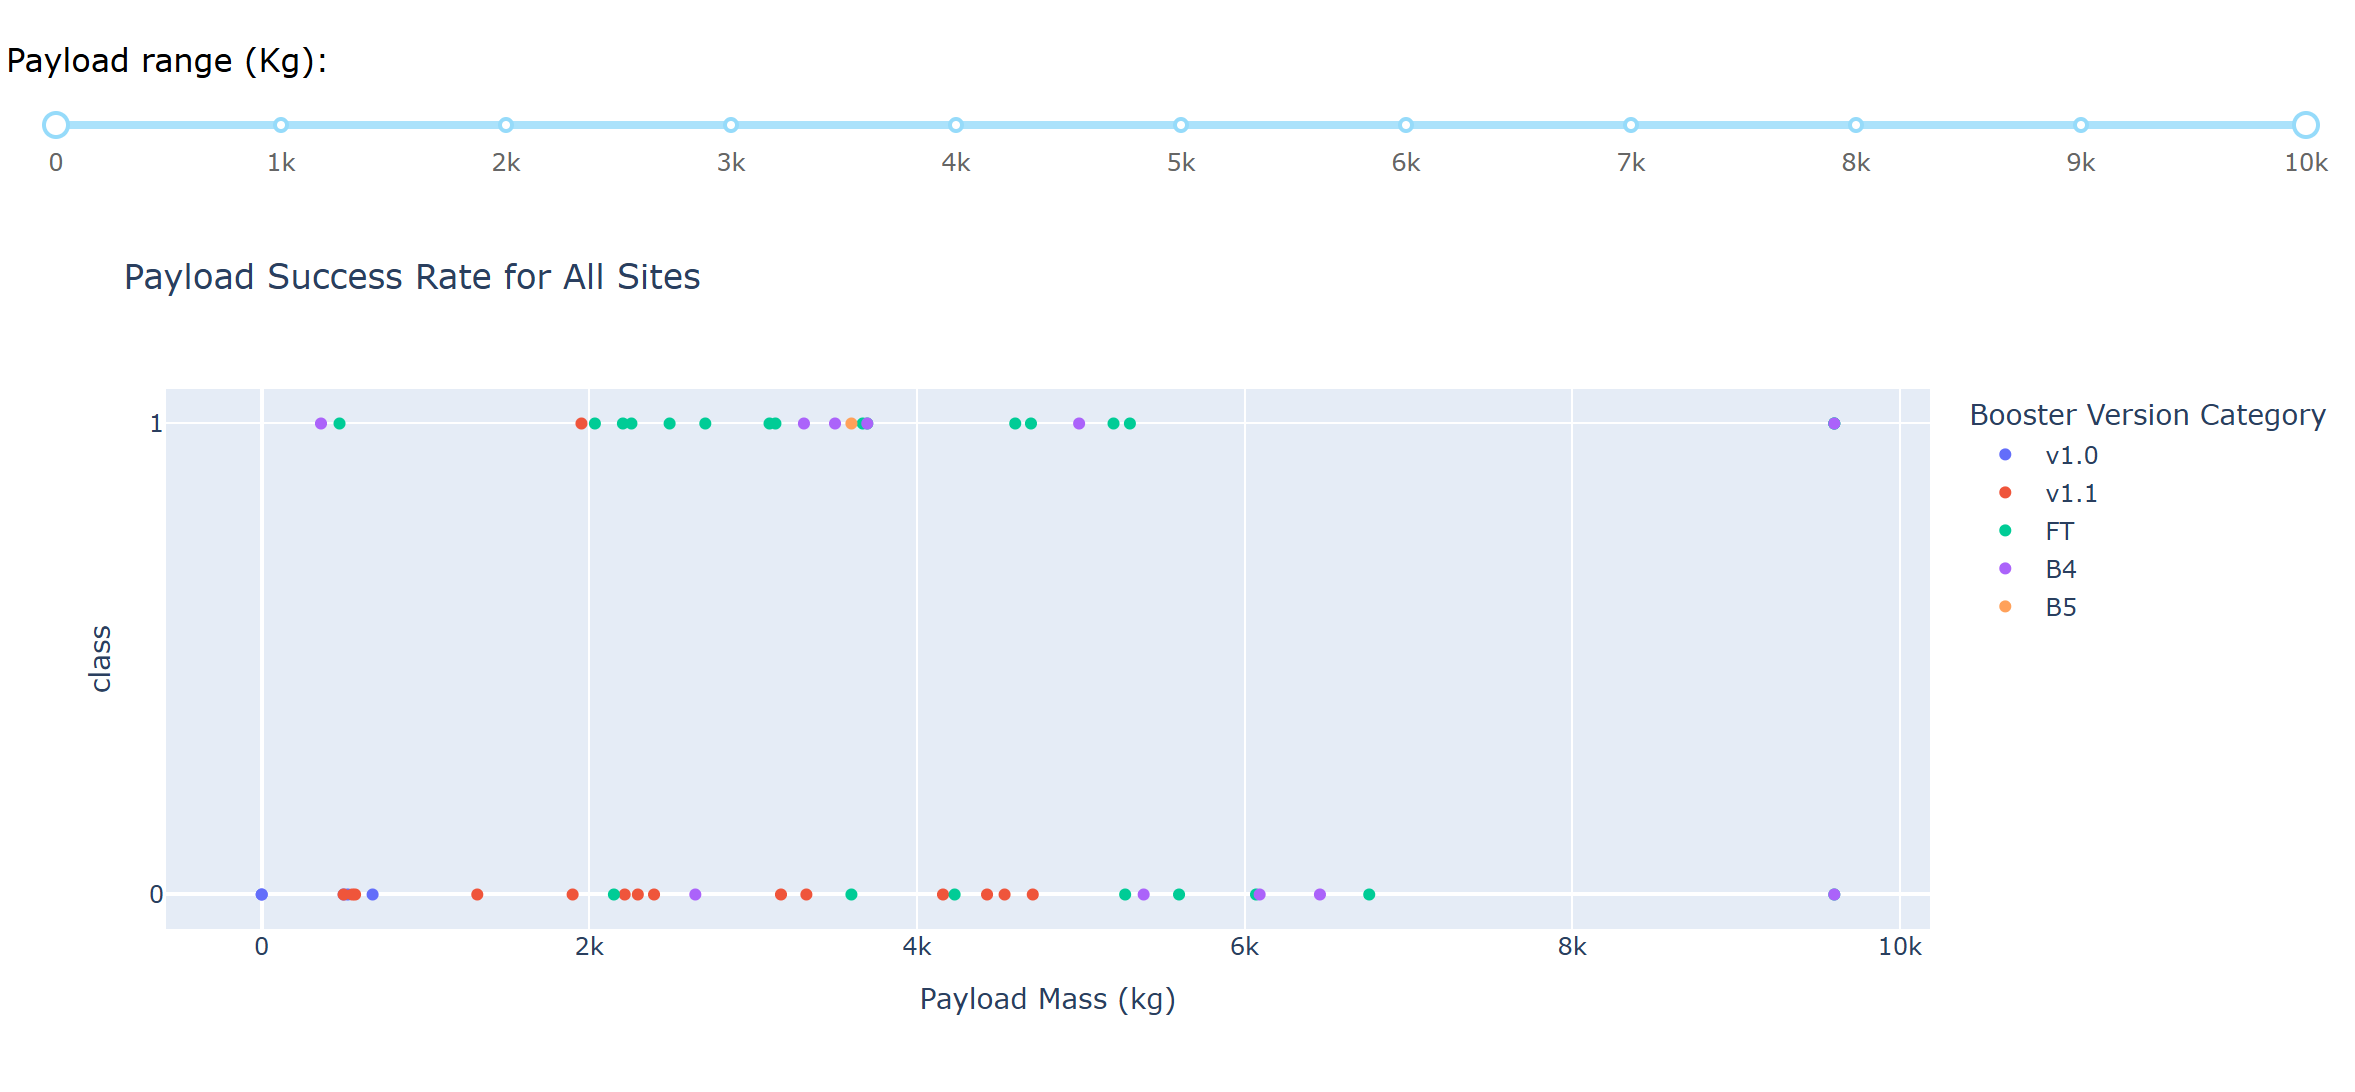 Payload range (Kg):
0 1k 2k 3k 4k 5k 6k 7k 8k 9k 10k
Payload Success Rate for All Sites
1
0
class
0 2k 4k 6k 8k 10k
Payload Mass (kg)
Booster Version Category
v1.0
v1.1
FT
B4
B5